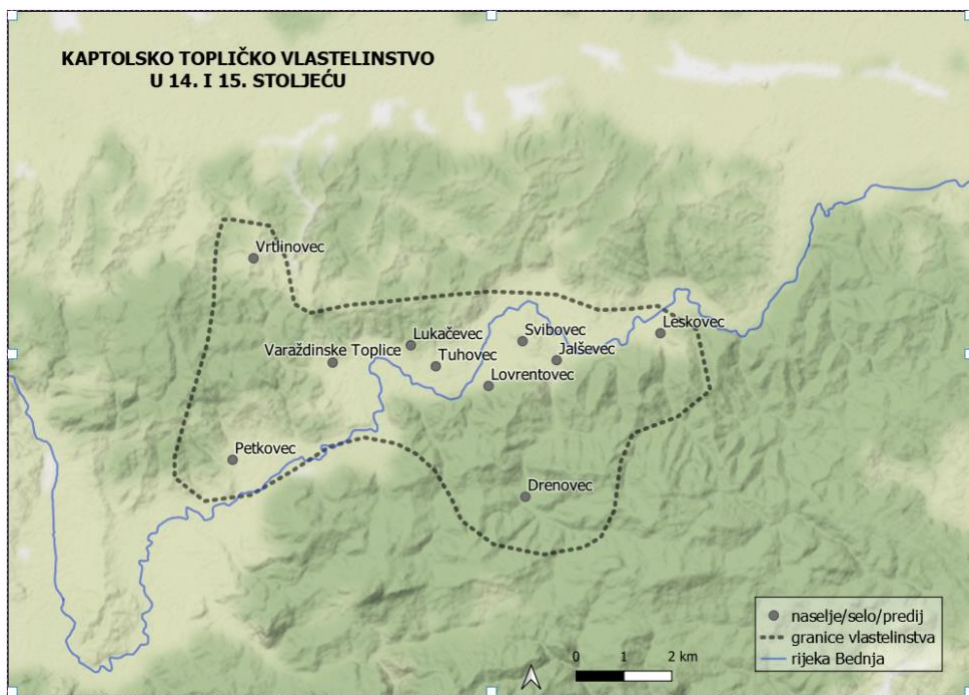 KAPTOLSKO TOPLIČKO VLASTELINSTVO
U 14. I 15. STOLJEĆU
Vrtlinovec
Leskovec
Svibovec
Lukačevec
Varaždinske Toplice
Jalševec
Tuhovec
Lovrentovec
Petkovec
Drenovec
naselje/selo/predij
granice vlastelinstva
rijeka Bednja
0 1 2 km